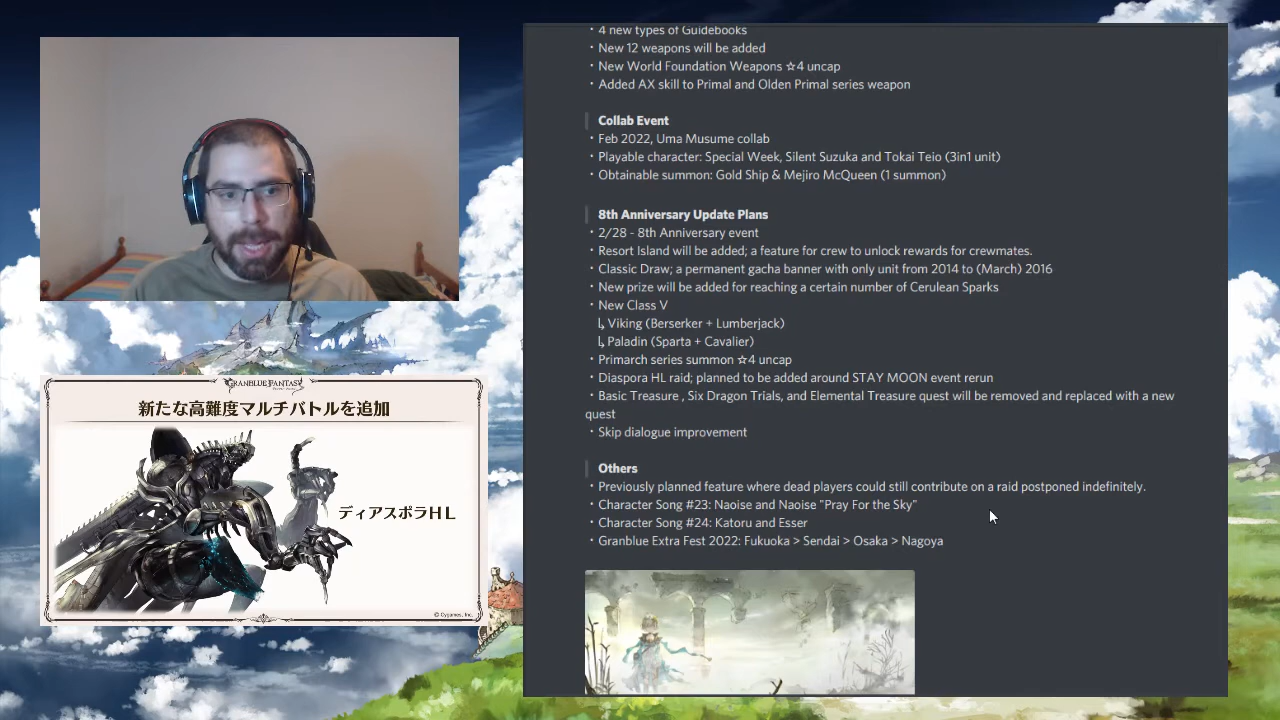 ・4 new types of Guidebooks
・New 12 weapons will be added
・New World Foundation Weapons ☆4 uncap
・Added AX skill to Primal and Olden Primal series weapon
Collab Event
・Feb 2022, Uma Musume collab
・Playable character: Special Week, Silent Suzuka and Tokai Teio (3in1 unit)
・Obtainable summon: Gold Ship & Mejiro McQueen (1 summon)
8th Anniversary Update Plans
・2/28 - 8th Anniversary event
・Resort Island will be added; a feature for crew to unlock rewards for crewmates.
・Classic Draw; a permanent gacha banner with only unit from 2014 to (March) 2016
・New prize will be added for reaching a certain number of Cerulean Sparks
・New Class V
┗ Viking (Berserker + Lumberjack)
┗ Paladin (Sparta + Cavalier)
・Primarch series summon ☆4 uncap
・Diaspora HL raid; planned to be added around STAY MOON event rerun
・Basic Treasure , Six Dragon Trials, and Elemental Treasure quest will be removed and replaced with a new
quest
・Skip dialogue improvement
Others
・Previously planned feature where dead players could still contribute on a raid postponed indefinitely.
・Character Song #23: Naoise and Naoise "Pray For the Sky"
・Character Song #24: Katoru and Esser
・Granblue Extra Fest 2022: Fukuoka > Sendai > Osaka > Nagoya
GRANBLUE FANTASY
新たな高難度マルチバトルを追加
ディアスポラHL
© Cygames, Inc.